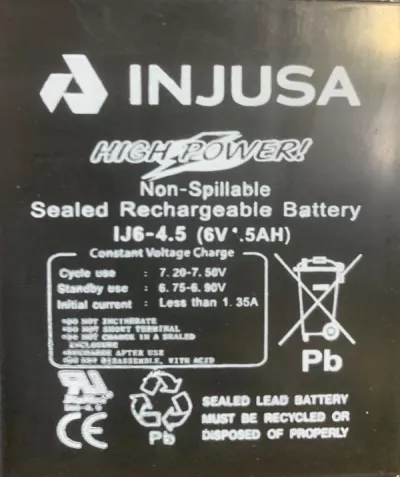 INJUSA
HIGH POWER!
Non-Spillable
Sealed Rechargeable Battery
IJ6-4.5 (6V .5AH)
Constant Voltage Charge
Cycle use : 7.20-7.50V
Standby use : 6.75-6.90V
Initial current : Less than 1.35A
•DO NOT INCINERATE
•DO NOT SHORT TERMINAL
•DO NOT CHARGE IN A SEALED
ENCLOSURE
•RECHARGE AFTER USE
•DO NOT DISASSEMBLE, WITH ACID
Pb
CE
Pb
SEALED LEAD BATTERY
MUST BE RECYCLED OR
DISPOSED OF PROPERLY